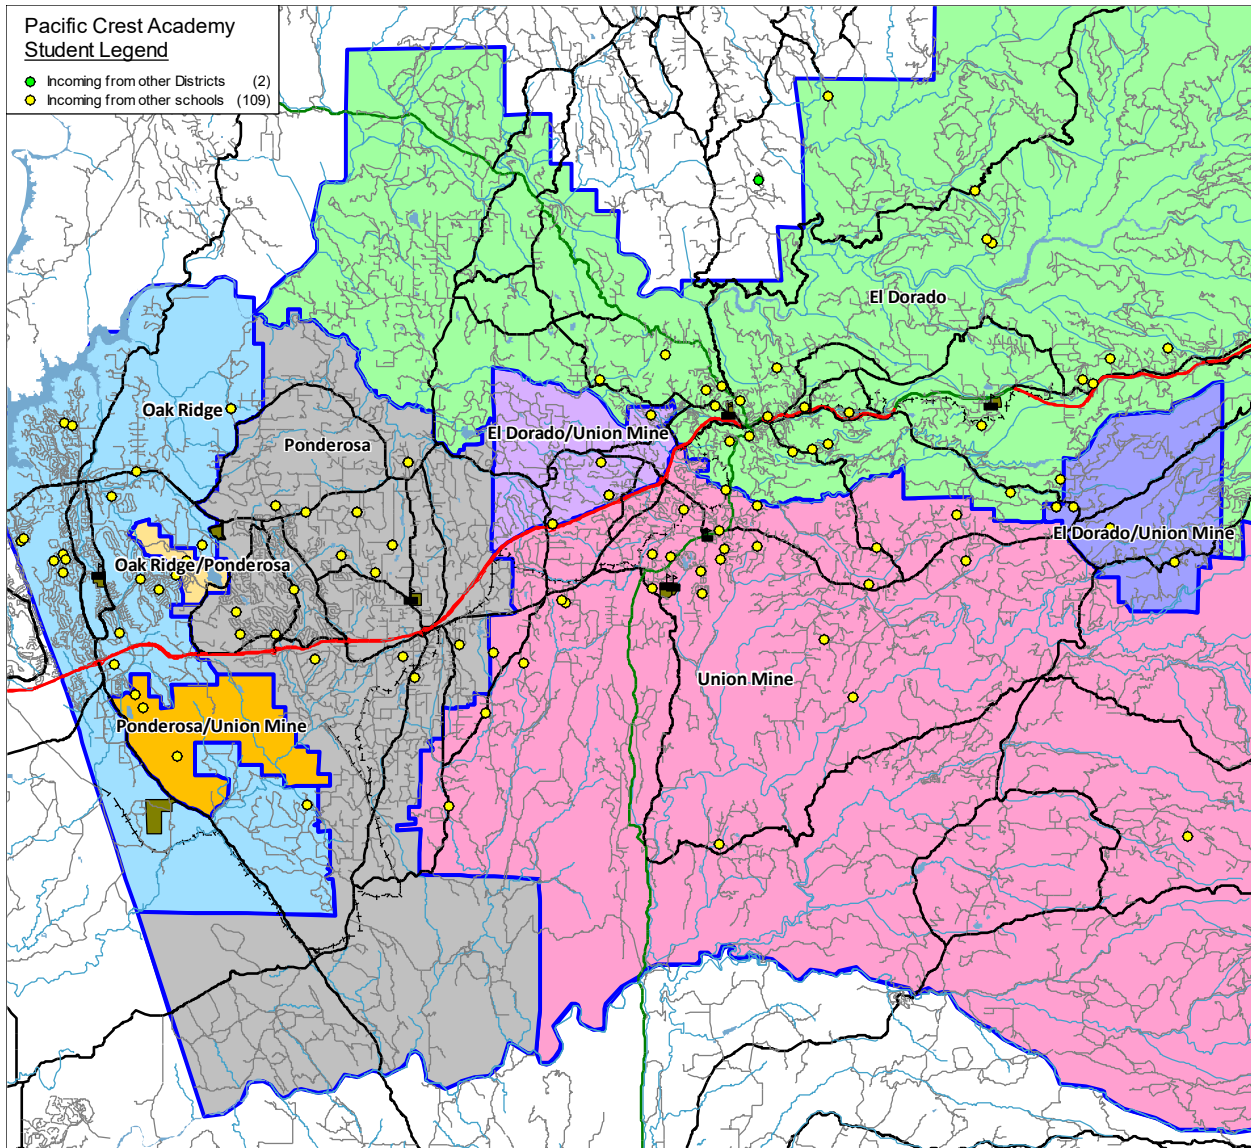 Pacific Crest Academy
Student Legend
Incoming from other Districts (2)
Incoming from other schools (109)
El Dorado
Oak Ridge
Ponderosa
El Dorado/Union Mine
El Dorado/Union Mine
Oak Ridge/Ponderosa
Union Mine
Ponderosa/Union Mine